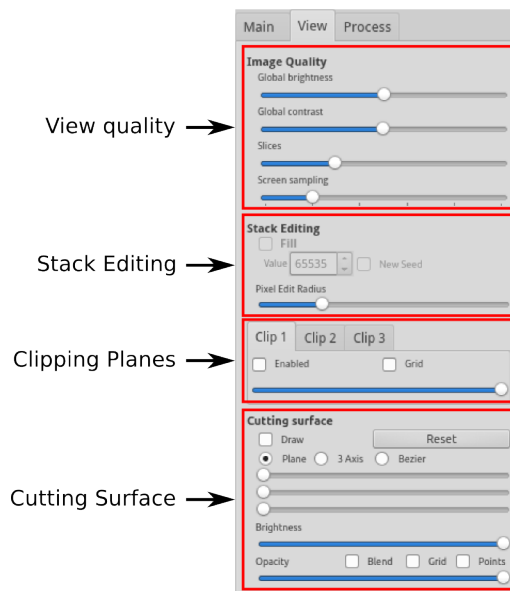 Main View Process
Image Quality
Global brightness
Global contrast
View quality
Slices
Screen sampling
Stack Editing
Fill
Stack Editing
Value 65535 New Seed
Pixel Edit Radius
Clip 1 Clip 2 Clip 3
Clipping Planes
Enabled Grid
Cutting surface
Draw Reset
Plane 3 Axis Bezier
Cutting Surface
Brightness
Opacity Blend Grid Points